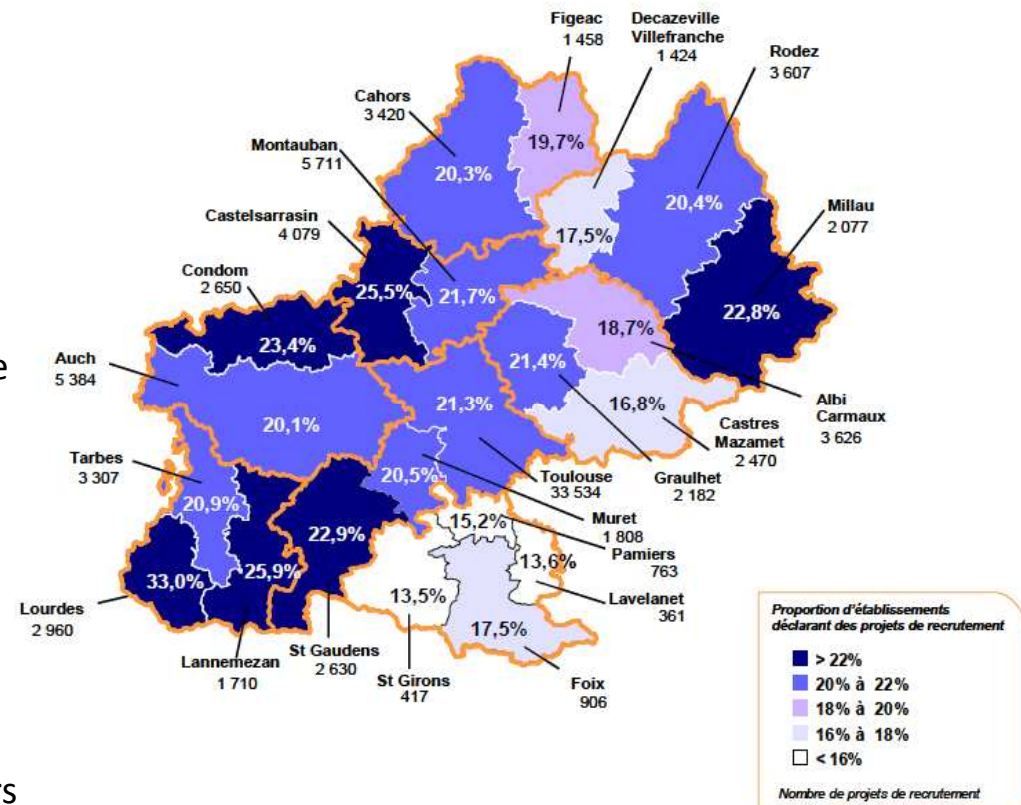 Figeac
1 458
Decazeville
Villefranche
1 424
Rodez
3 607
Cahors
3 420
19,7%
Montauban
5 711
20,3%
20,4%
Castelsarrasin
4 079
Millau
2 077
17,5%
Condom
2 650
25,5%
21,7%
22,8%
18,7%
23,4%
Auch
5 384
e
21,4%
21,3%
16,8%
Albi
Carmaux
3 626
20,1%
Castres
Mazamet
2 470
Tarbes
3 307
20,5%
Toulouse
33 534
Graulhet
2 182
20,9%
Muret
1 808
15,2%
22,9%
Pamiers
763
13,6%
33,0%
25,9%
13,5%
Lavelanet
361
Lourdes
2 960
17,5%
Lannemezan
1 710
St Gaudens
2 630
St Girons
417
Foix
906
Proportion d'établissements
déclarant des projets de recrutement
> 22%
20% à 22%
18% à 20%
16% à 18%
< 16%
Nombre de projets de recrutement
rs